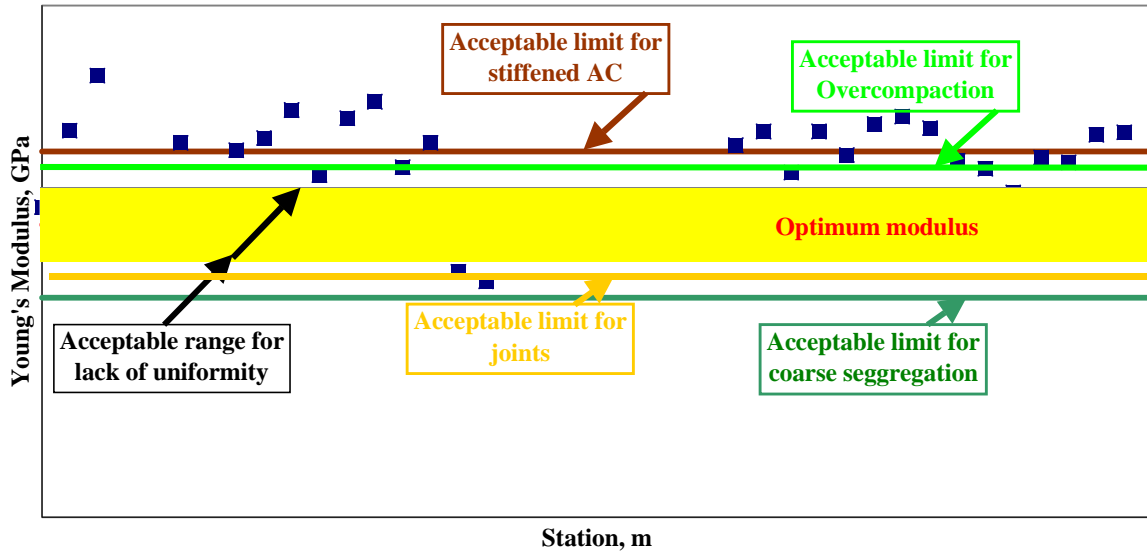 Acceptable limit for
stiffened AC
Acceptable limit for
Overcompaction
Young's Modulus, GPa
Optimum modulus
Acceptable range for
lack of uniformity
Acceptable limit for
joints
Acceptable limit for
coarse seggregation
Station, m